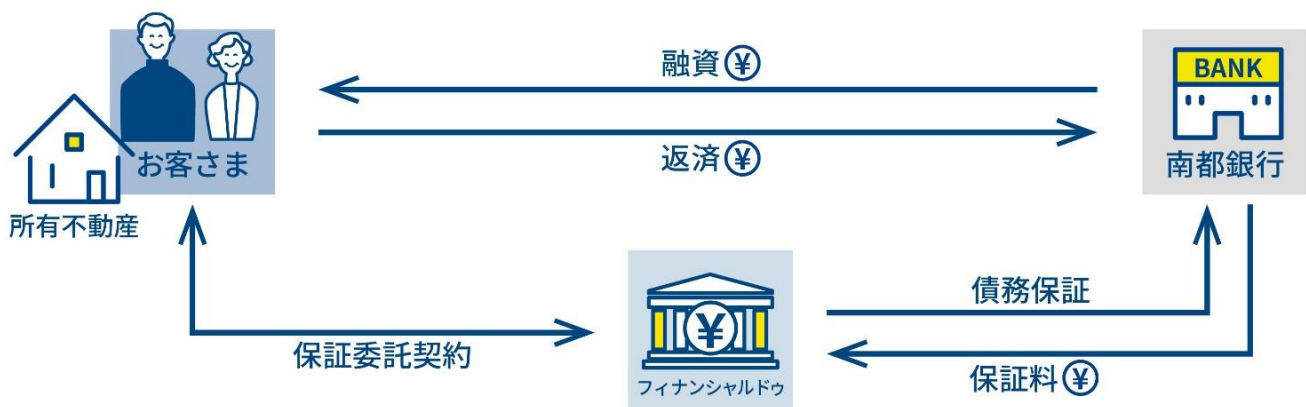 融資¥
BANK
お客さま
返済¥
南都銀行
所有不動産
債務保証
¥
保証委託契約
保証料¥
フィナンシャルドゥ